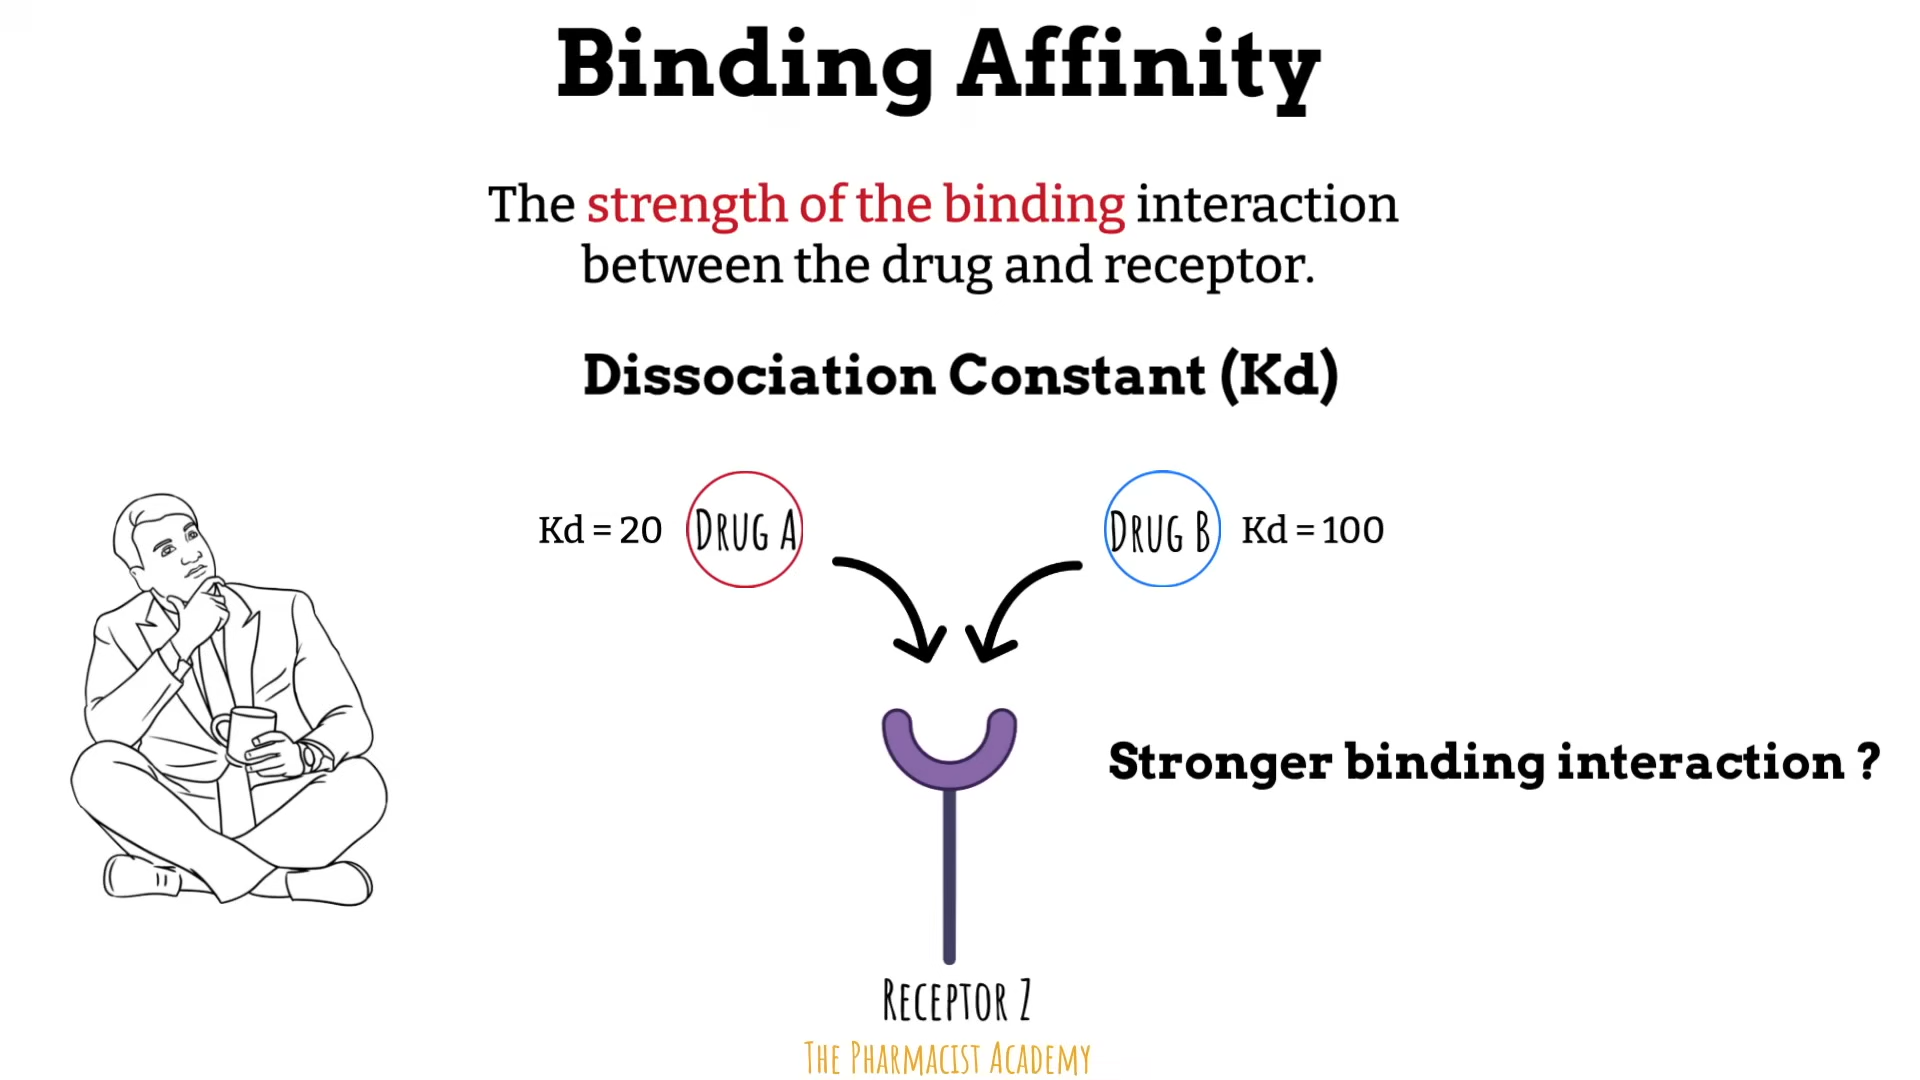 Binding Affinity
The strength of the binding interaction
between the drug and receptor.
Dissociation Constant (Kd)
Kd = 20
DRUG A
DRUG B
Kd = 100
Stronger binding interaction ?
RECEPTOR Z
THE PHARMACIST ACADEMY